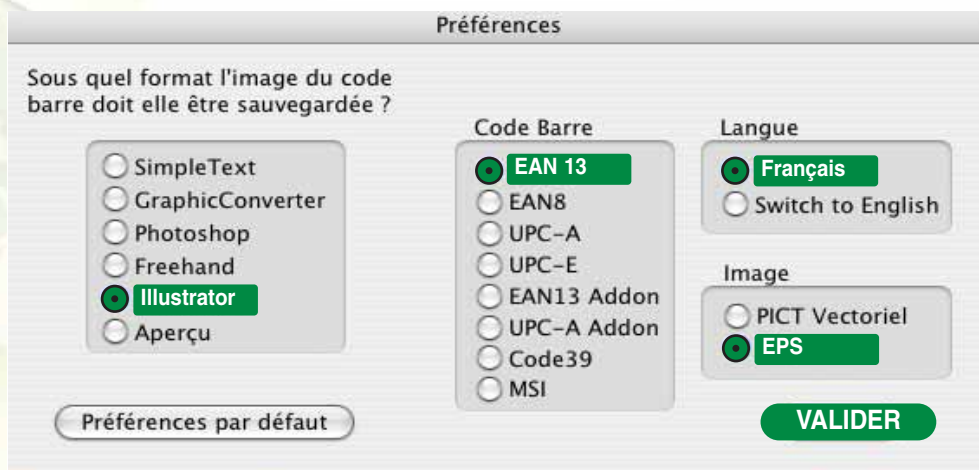 Préférences
Sous quel format l'image du code
barre doit elle être sauvegardée ?
SimpleText
GraphicConverter
Photoshop
Freehand
Illustrator
Aperçu
Préférences par défaut
Code Barre
EAN 13
EAN8
UPC-A
UPC-E
EAN13 Addon
UPC-A Addon
Code39
MSI
Langue
Français
Switch to English
Image
PICT Vectoriel
EPS
VALIDER